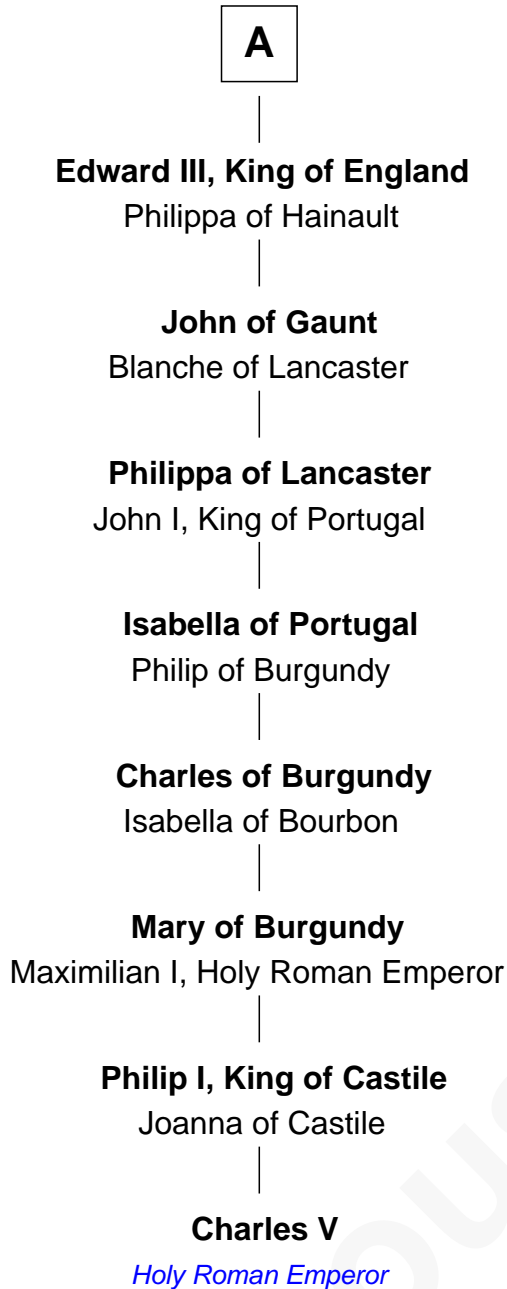 A
Edward III, King of England
Philippa of Hainault
John of Gaunt
Blanche of Lancaster
Philippa of Lancaster
John I, King of Portugal
Isabella of Portugal
Philip of Burgundy
Charles of Burgundy
Isabella of Bourbon
Mary of Burgundy
Maximilian I, Holy Roman Emperor
Philip I, King of Castile
Joanna of Castile
Charles V
Holy Roman Emperor